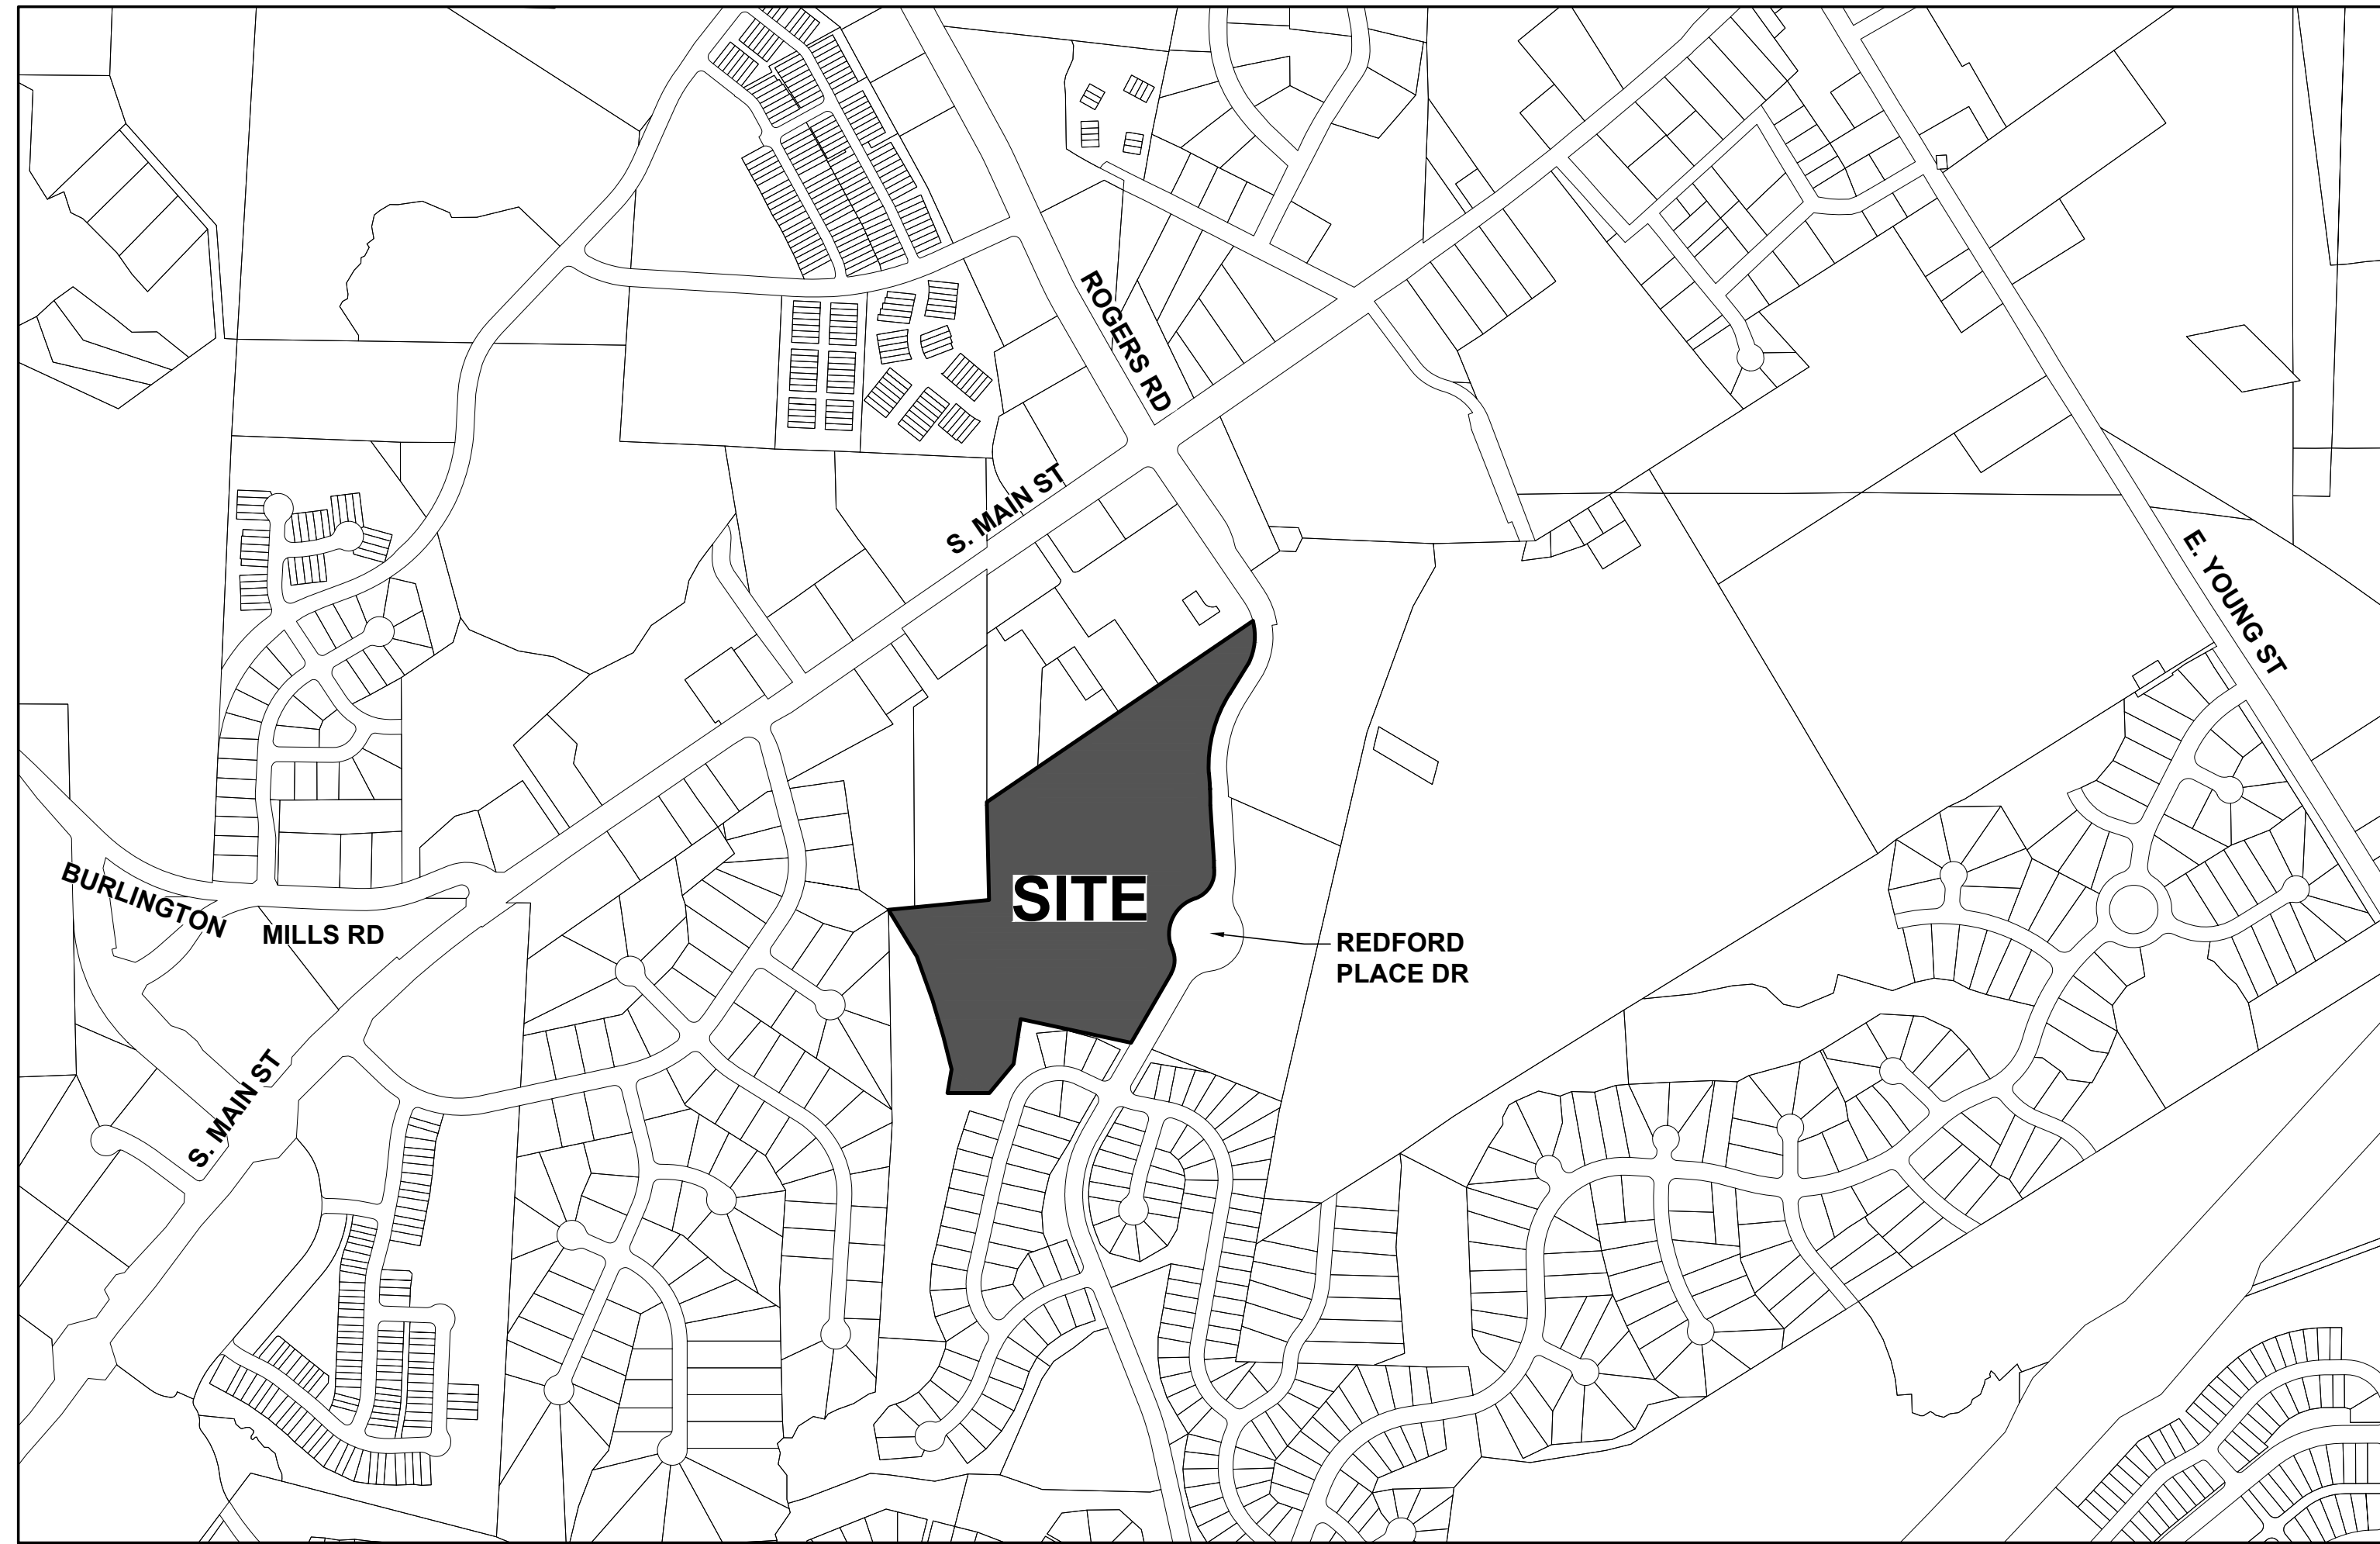 ROGERS RD
S. MAIN ST
E. YOUNG ST
BURLINGTON
MILLS RD
SITE
REDFORD
PLACE DR
S. MAIN ST